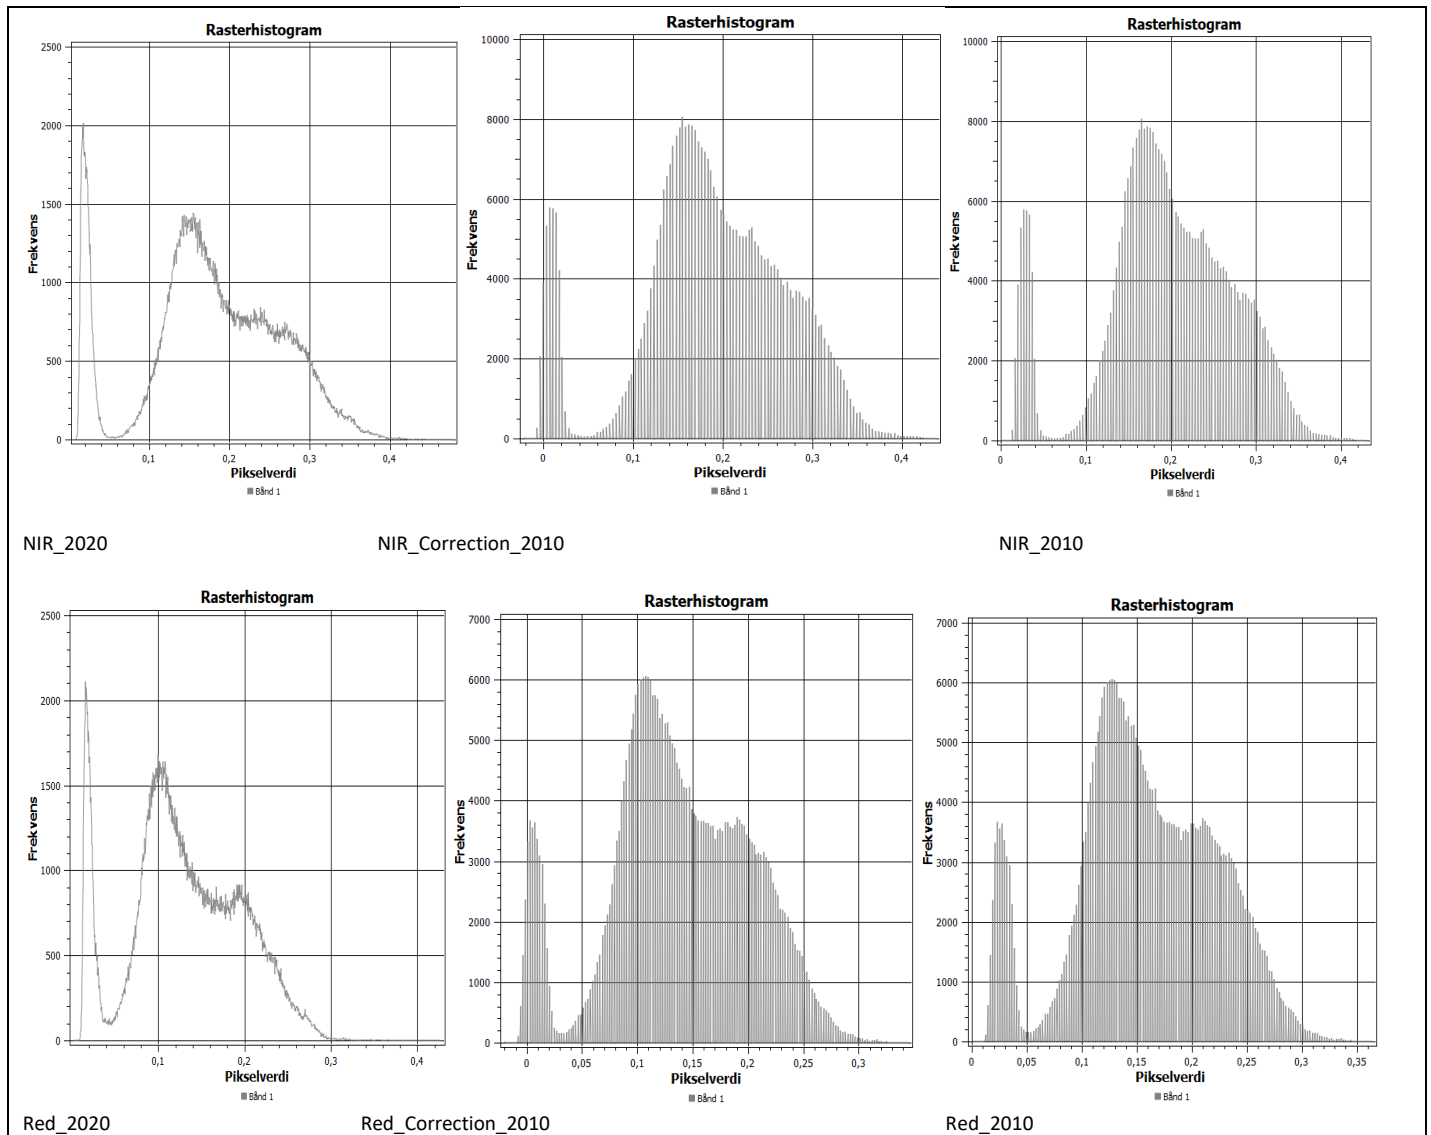 Rasterhistogram
2500
2000
1500
1000
500
0
Frekvens
0,1 0,2 0,3 0,4
Pikselverdi
Bånd 1
Rasterhistogram
10000
8000
6000
4000
2000
0
Frekvens
0 0,1 0,2 0,3 0,4
Pikselverdi
Bånd 1
Rasterhistogram
10000
8000
6000
4000
2000
0
Frekvens
0 0,1 0,2 0,3 0,4
Pikselverdi
Bånd 1
NIR_2020 NIR_Correction_2010 NIR_2010
Rasterhistogram
2500
2000
1500
1000
500
0
Frekvens
0,1 0,2 0,3 0,4
Pikselverdi
Bånd 1
Rasterhistogram
7000
6000
5000
4000
3000
2000
1000
0
Frekvens
0 0,05 0,1 0,15 0,2 0,25 0,3
Pikselverdi
Bånd 1
Rasterhistogram
7000
6000
5000
4000
3000
2000
1000
0
Frekvens
0 0,05 0,1 0,15 0,2 0,25 0,3 0,35
Pikselverdi
Bånd 1
Red_2020 Red_Correction_2010 Red_2010